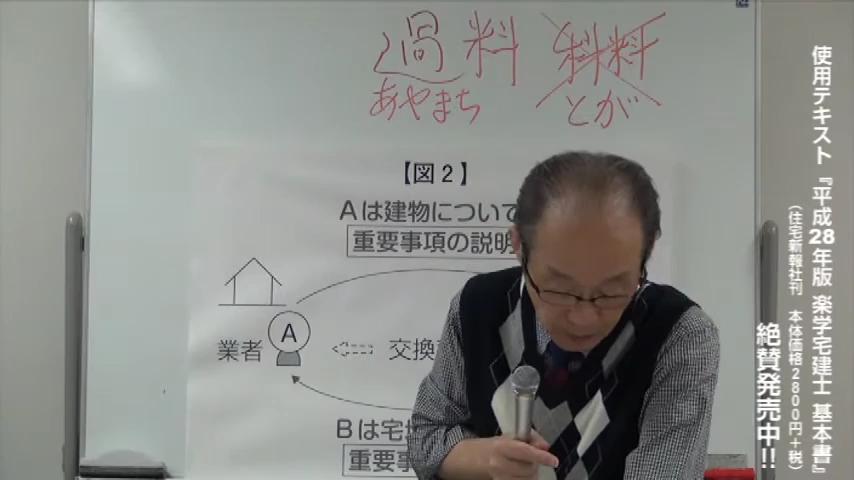 過料 科料
あやまち とが
【図2】
Aは建物について
重要事項の説明
A
業者
交換
Bは宅地
重要事
使用テキスト『平成28年版 楽学宅建士 基本書』
(住宅新報社刊 本体価格2800円+税)
絶賛発売中!!